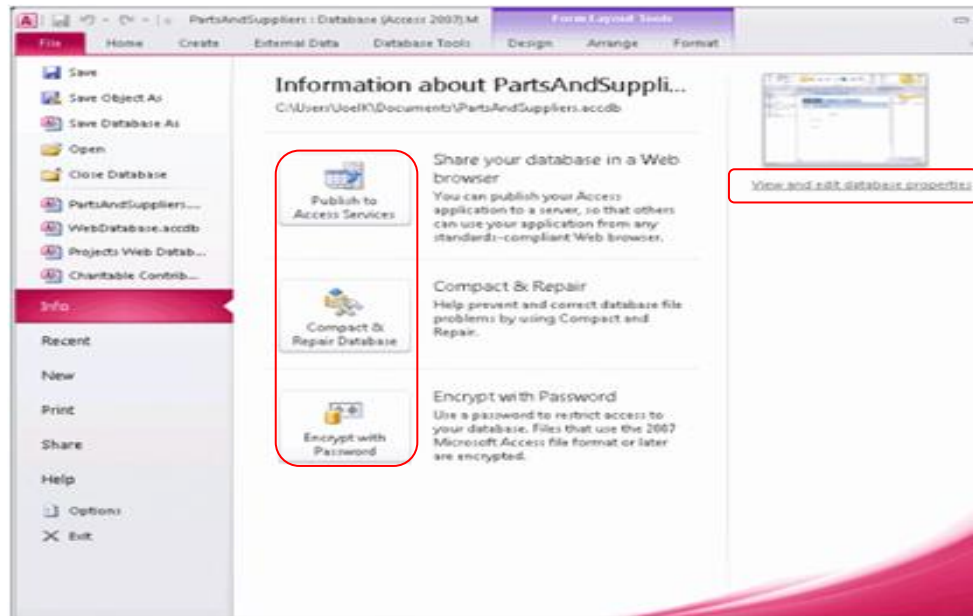 PartsAndSuppliers : Database (Access 2007) M
Form Layout Tools
File Home Create External Data Database Tools Design Arrange Format
Save
Save Object As
Save Database As
Open
Close Database
PartsAndSuppliers....
WebDatabase.accdb
Projects Web Datab...
Charitable Contrib...
Info
Recent
New
Print
Share
Help
Options
Exit
Information about PartsAndSuppli...
C:\Users\JoelK\Documents\PartsAndSuppliers.accdb
Publish to
Access Services
Share your database in a Web
browser
You can publish your Access
application to a server, so that others
can use your application from any
standards-compliant Web browser.
Compact &
Repair Database
Compact & Repair
Help prevent and correct database file
problems by using Compact and
Repair.
Encrypt with
Password
Encrypt with Password
Use a password to restrict access to
your database. Files that use the 2007
Microsoft Access file format or later
are encrypted.
View and edit database properties